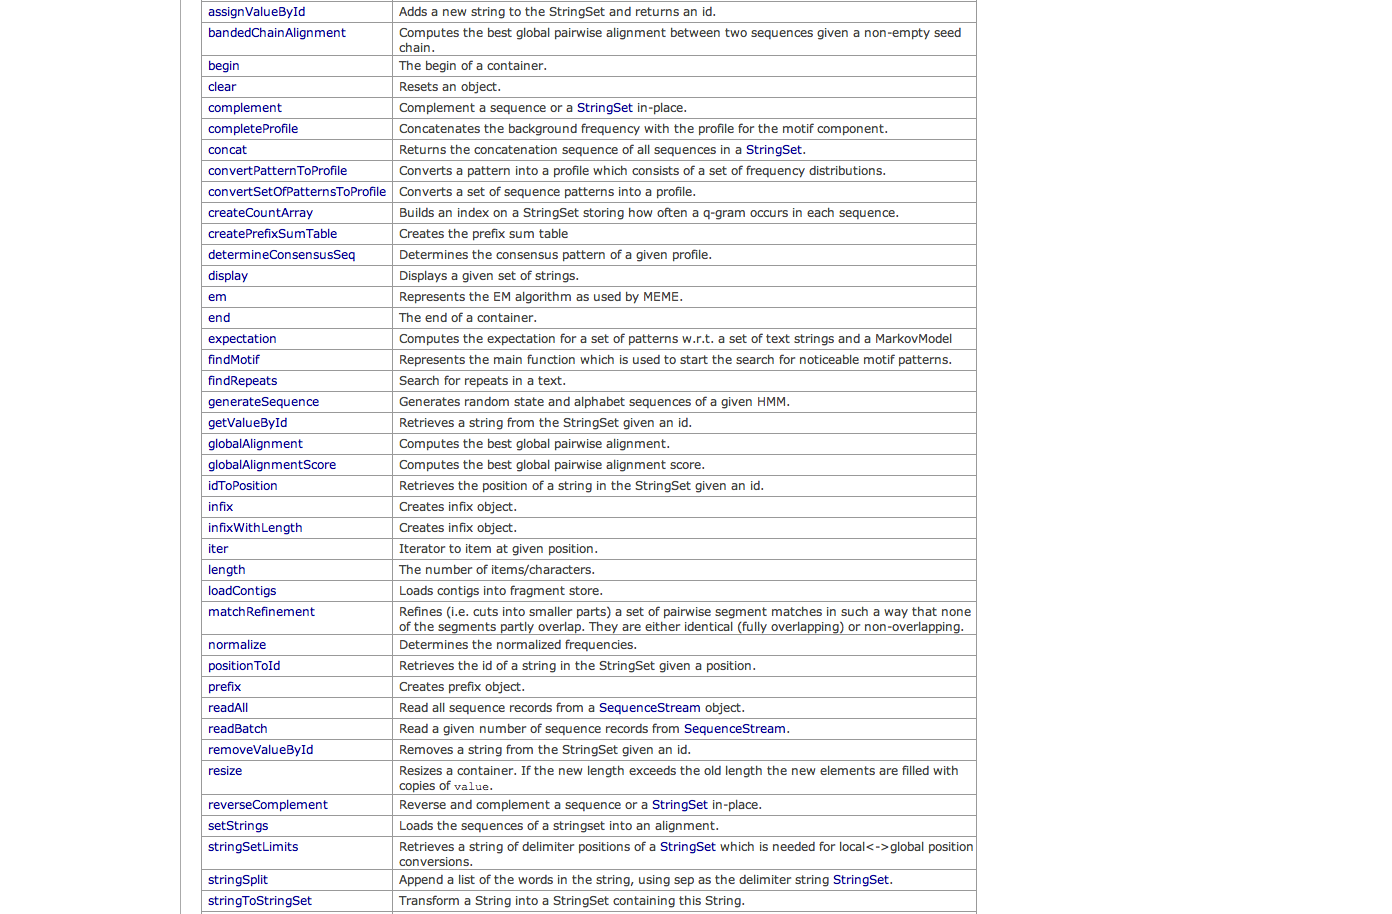 assignValueById Adds a new string to the StringSet and returns an id.
bandedChainAlignment Computes the best global pairwise alignment between two sequences given a non-empty seed
chain.
begin The begin of a container.
clear Resets an object.
complement Complement a sequence or a StringSet in-place.
completeProfile Concatenates the background frequency with the profile for the motif component.
concat Returns the concatenation sequence of all sequences in a StringSet.
convertPatternToProfile Converts a pattern into a profile which consists of a set of frequency distributions.
convertSetOfPatternsToProfile Converts a set of sequence patterns into a profile.
createCountArray Builds an index on a StringSet storing how often a q-gram occurs in each sequence.
createPrefixSumTable Creates the prefix sum table
determineConsensusSeq Determines the consensus pattern of a given profile.
display Displays a given set of strings.
em Represents the EM algorithm as used by MEME.
end The end of a container.
expectation Computes the expectation for a set of patterns w.r.t. a set of text strings and a MarkovModel
findMotif Represents the main function which is used to start the search for noticeable motif patterns.
findRepeats Search for repeats in a text.
generateSequence Generates random state and alphabet sequences of a given HMM.
getValueById Retrieves a string from the StringSet given an id.
globalAlignment Computes the best global pairwise alignment.
globalAlignmentScore Computes the best global pairwise alignment score.
idToPosition Retrieves the position of a string in the StringSet given an id.
infix Creates infix object.
infixWithLength Creates infix object.
iter Iterator to item at given position.
length The number of items/characters.
loadContigs Loads contigs into fragment store.
matchRefinement Refines (i.e. cuts into smaller parts) a set of pairwise segment matches in such a way that none
of the segments partly overlap. They are either identical (fully overlapping) or non-overlapping.
normalize Determines the normalized frequencies.
positionToId Retrieves the id of a string in the StringSet given a position.
prefix Creates prefix object.
readAll Read all sequence records from a SequenceStream object.
readBatch Read a given number of sequence records from SequenceStream.
removeValueById Removes a string from the StringSet given an id.
resize Resizes a container. If the new length exceeds the old length the new elements are filled with
copies of value.
reverseComplement Reverse and complement a sequence or a StringSet in-place.
setStrings Loads the sequences of a stringset into an alignment.
stringSetLimits Retrieves a string of delimiter positions of a StringSet which is needed for local<->global position
conversions.
stringSplit Append a list of the words in the string, using sep as the delimiter string StringSet.
stringToStringSet Transform a String into a StringSet containing this String.